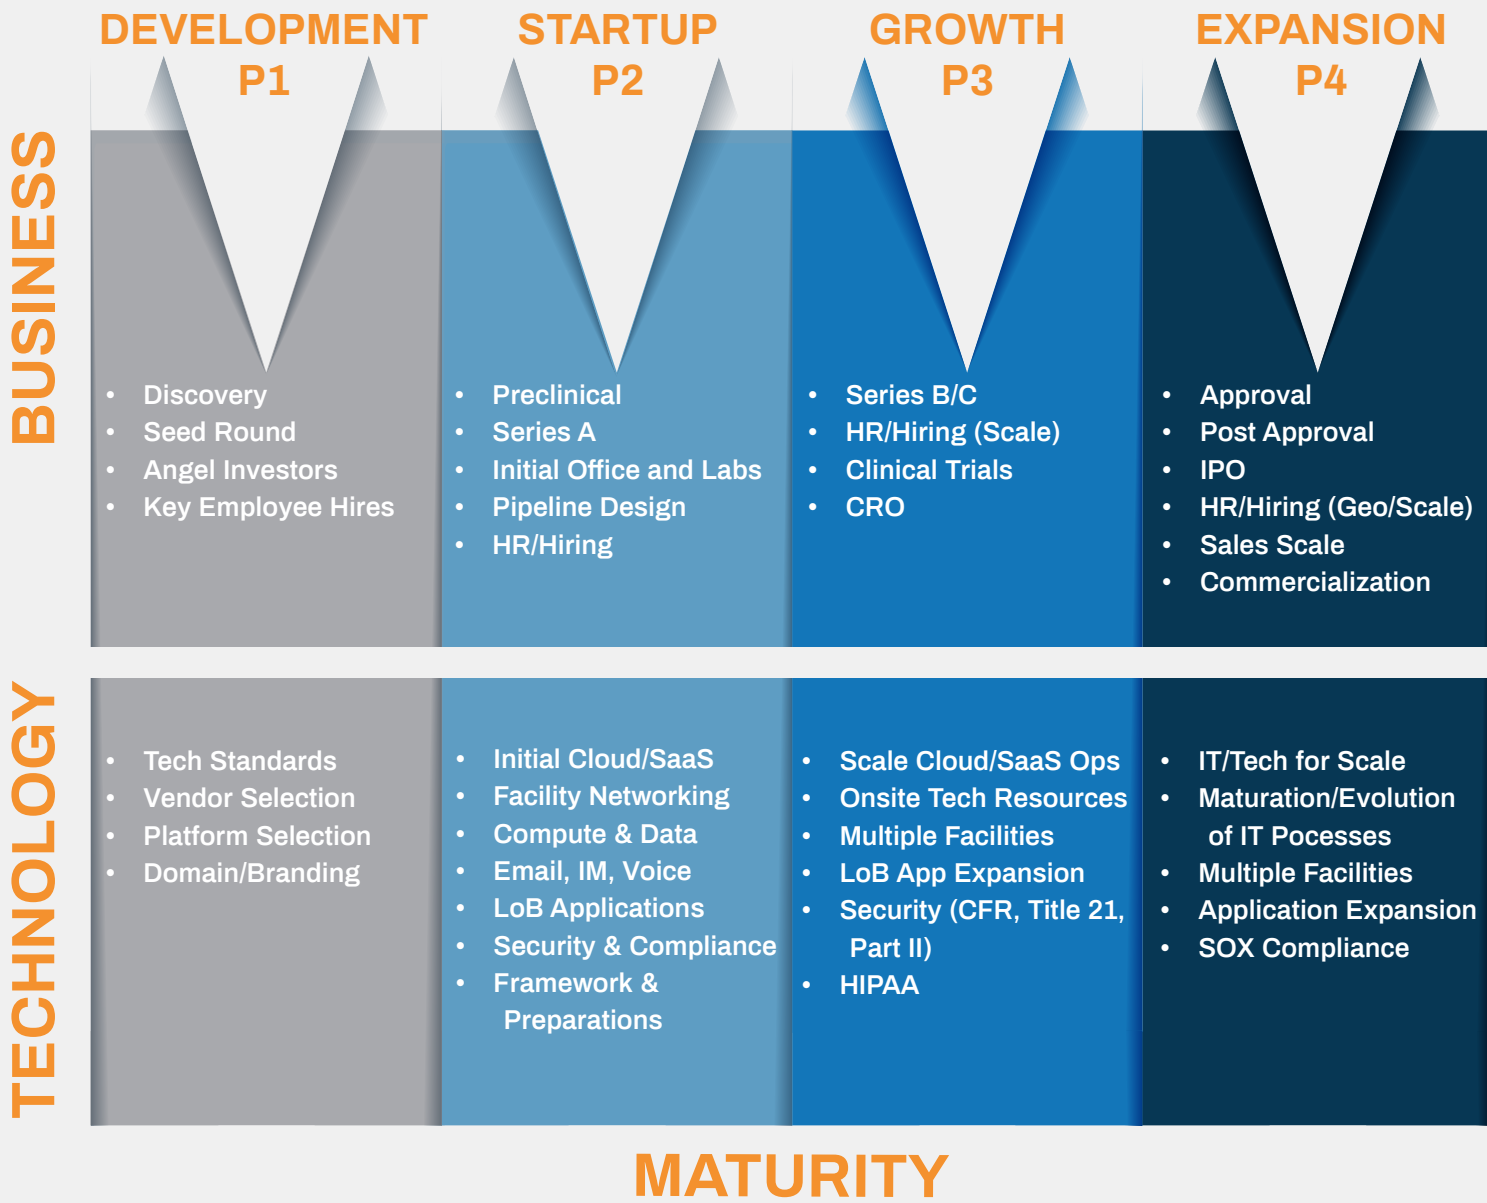 DEVELOPMENT
P1
STARTUP
P2
GROWTH
P3
EXPANSION
P4
BUSINESS
• Discovery
• Seed Round
• Angel Investors
• Key Employee Hires
• Preclinical
• Series A
• Initial Office and Labs
• Pipeline Design
• HR/Hiring
• Series B/C
• HR/Hiring (Scale)
• Clinical Trials
• CRO
• Approval
• Post Approval
• IPO
• HR/Hiring (Geo/Scale)
• Sales Scale
• Commercialization
TECHNOLOGY
• Tech Standards
• Vendor Selection
• Platform Selection
• Domain/Branding
• Initial Cloud/SaaS
• Facility Networking
• Compute & Data
• Email, IM, Voice
• LoB Applications
• Security & Compliance
• Framework &
Preparations
• Scale Cloud/SaaS Ops
• Onsite Tech Resources
• Multiple Facilities
• LoB App Expansion
• Security (CFR, Title 21,
Part II)
• HIPAA
• IT/Tech for Scale
• Maturation/Evolution
of IT Pocesses
• Multiple Facilities
• Application Expansion
• SOX Compliance
MATURITY